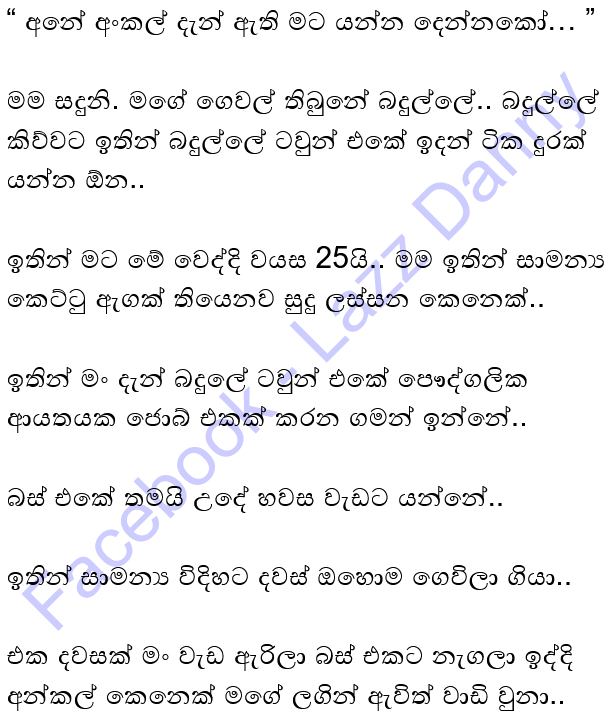 “ අනේ අංකල් දැන් ඇති මට යන්න දෙන්නකෝ… ”
මම සඳුනි. මගේ ගෙවල් තිබුනේ බදුල්ලේ.. බදුල්ලේ
කිව්වට ඉතින් බදුල්ලේ ටවුන් එකේ ඉඳන් ටික දුරක්
යන්න ඕන..
ඉතින් මට මේ වෙද්දි වයස 25යි.. මම ඉතින් සාමන්‍ය
කෙට්ටු ඇගක් තියෙනව සුදු ලස්සන කෙනෙක්..
ඉතින් මං දැන් බදුලේ ටවුන් එකේ පෞද්ගලික
ආයතයක ජොබ් එකක් කරන ගමන් ඉන්නේ..
බස් එකේ තමයි උදේ හවස වැඩට යන්නේ..
ඉතින් සාමන්‍ය විදිහට දවස් ඔහොම ගෙවිලා ගියා..
එක දවසක් මං වැඩ ඇරිලා බස් එකට නැගලා ඉද්දි
අන්කල් කෙනෙක් මගේ ලගින් ඇවිත් වාඩි වුනා..
Facebook - Lazz Danny